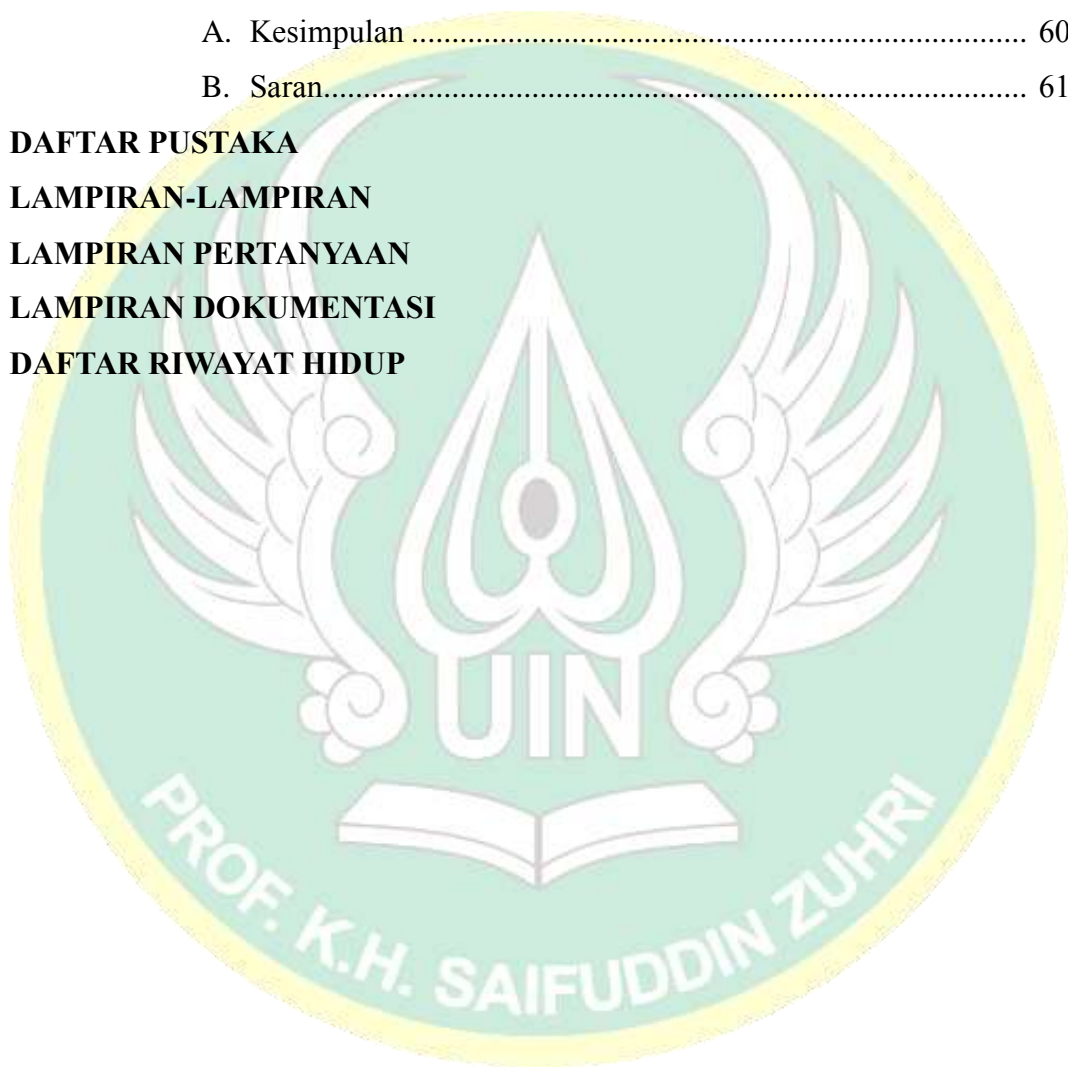 A. Kesimpulan ............................................................................. 60
B. Saran........................................................................................ 61
DAFTAR PUSTAKA
LAMPIRAN-LAMPIRAN
LAMPIRAN PERTANYAAN
LAMPIRAN DOKUMENTASI
DAFTAR RIWAYAT HIDUP
UIN
PROF. K.H. SAIFUDDIN ZUHRI